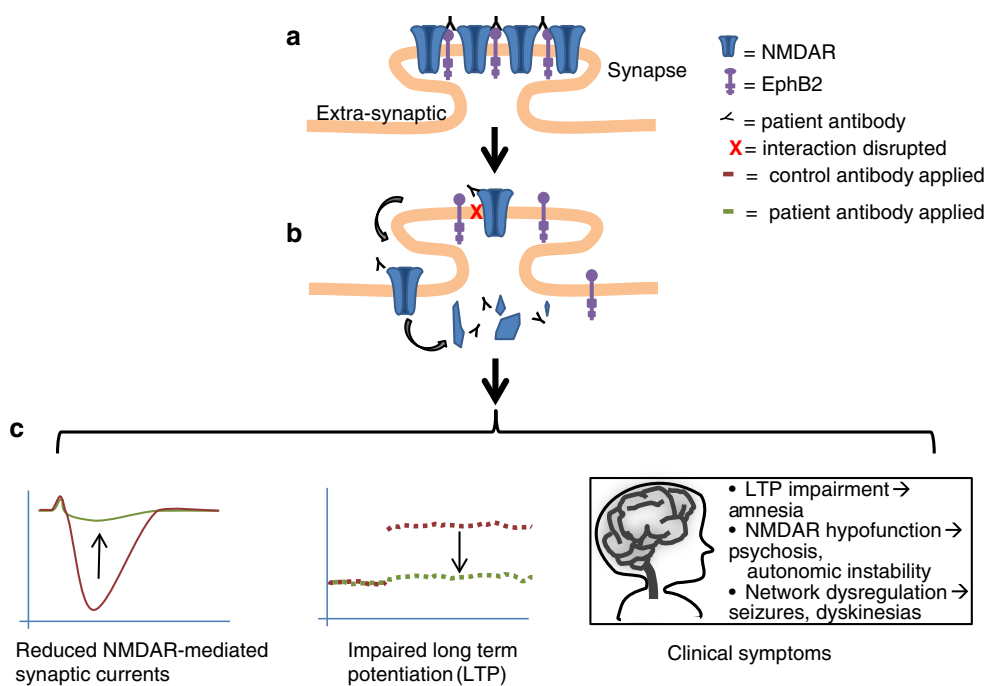 a
Synapse
Extra-synaptic
= NMDAR
= EphB2
= patient antibody
X = interaction disrupted
= control antibody applied
= patient antibody applied
b
X
c
Reduced NMDAR-mediated
synaptic currents
Impaired long term
potentiation (LTP)
• LTP impairment →
amnesia
• NMDAR hypofunction →
psychosis,
autonomic instability
• Network dysregulation →
seizures, dyskinesias
Clinical symptoms